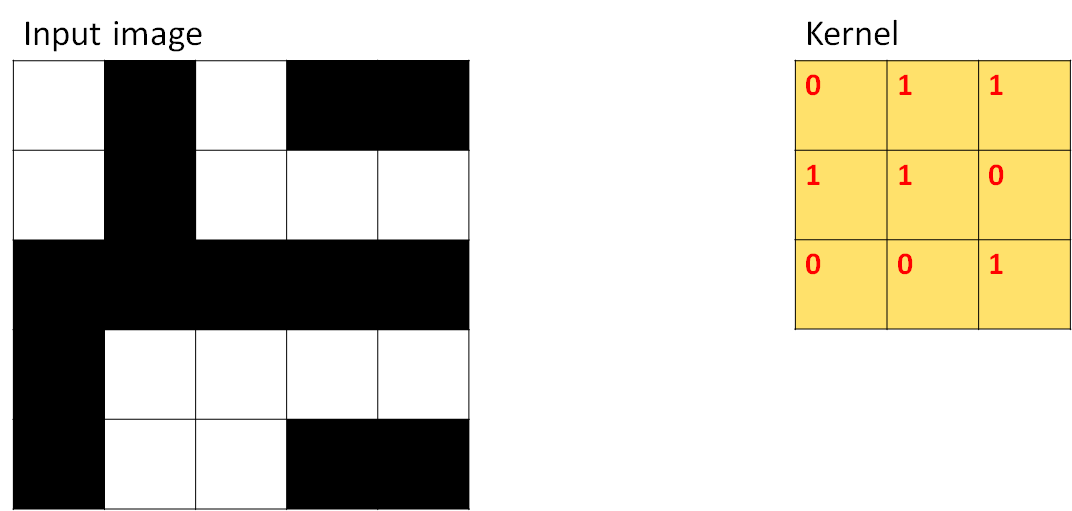 Input image
Kernel
0 1 1
1 1 0
0 0 1